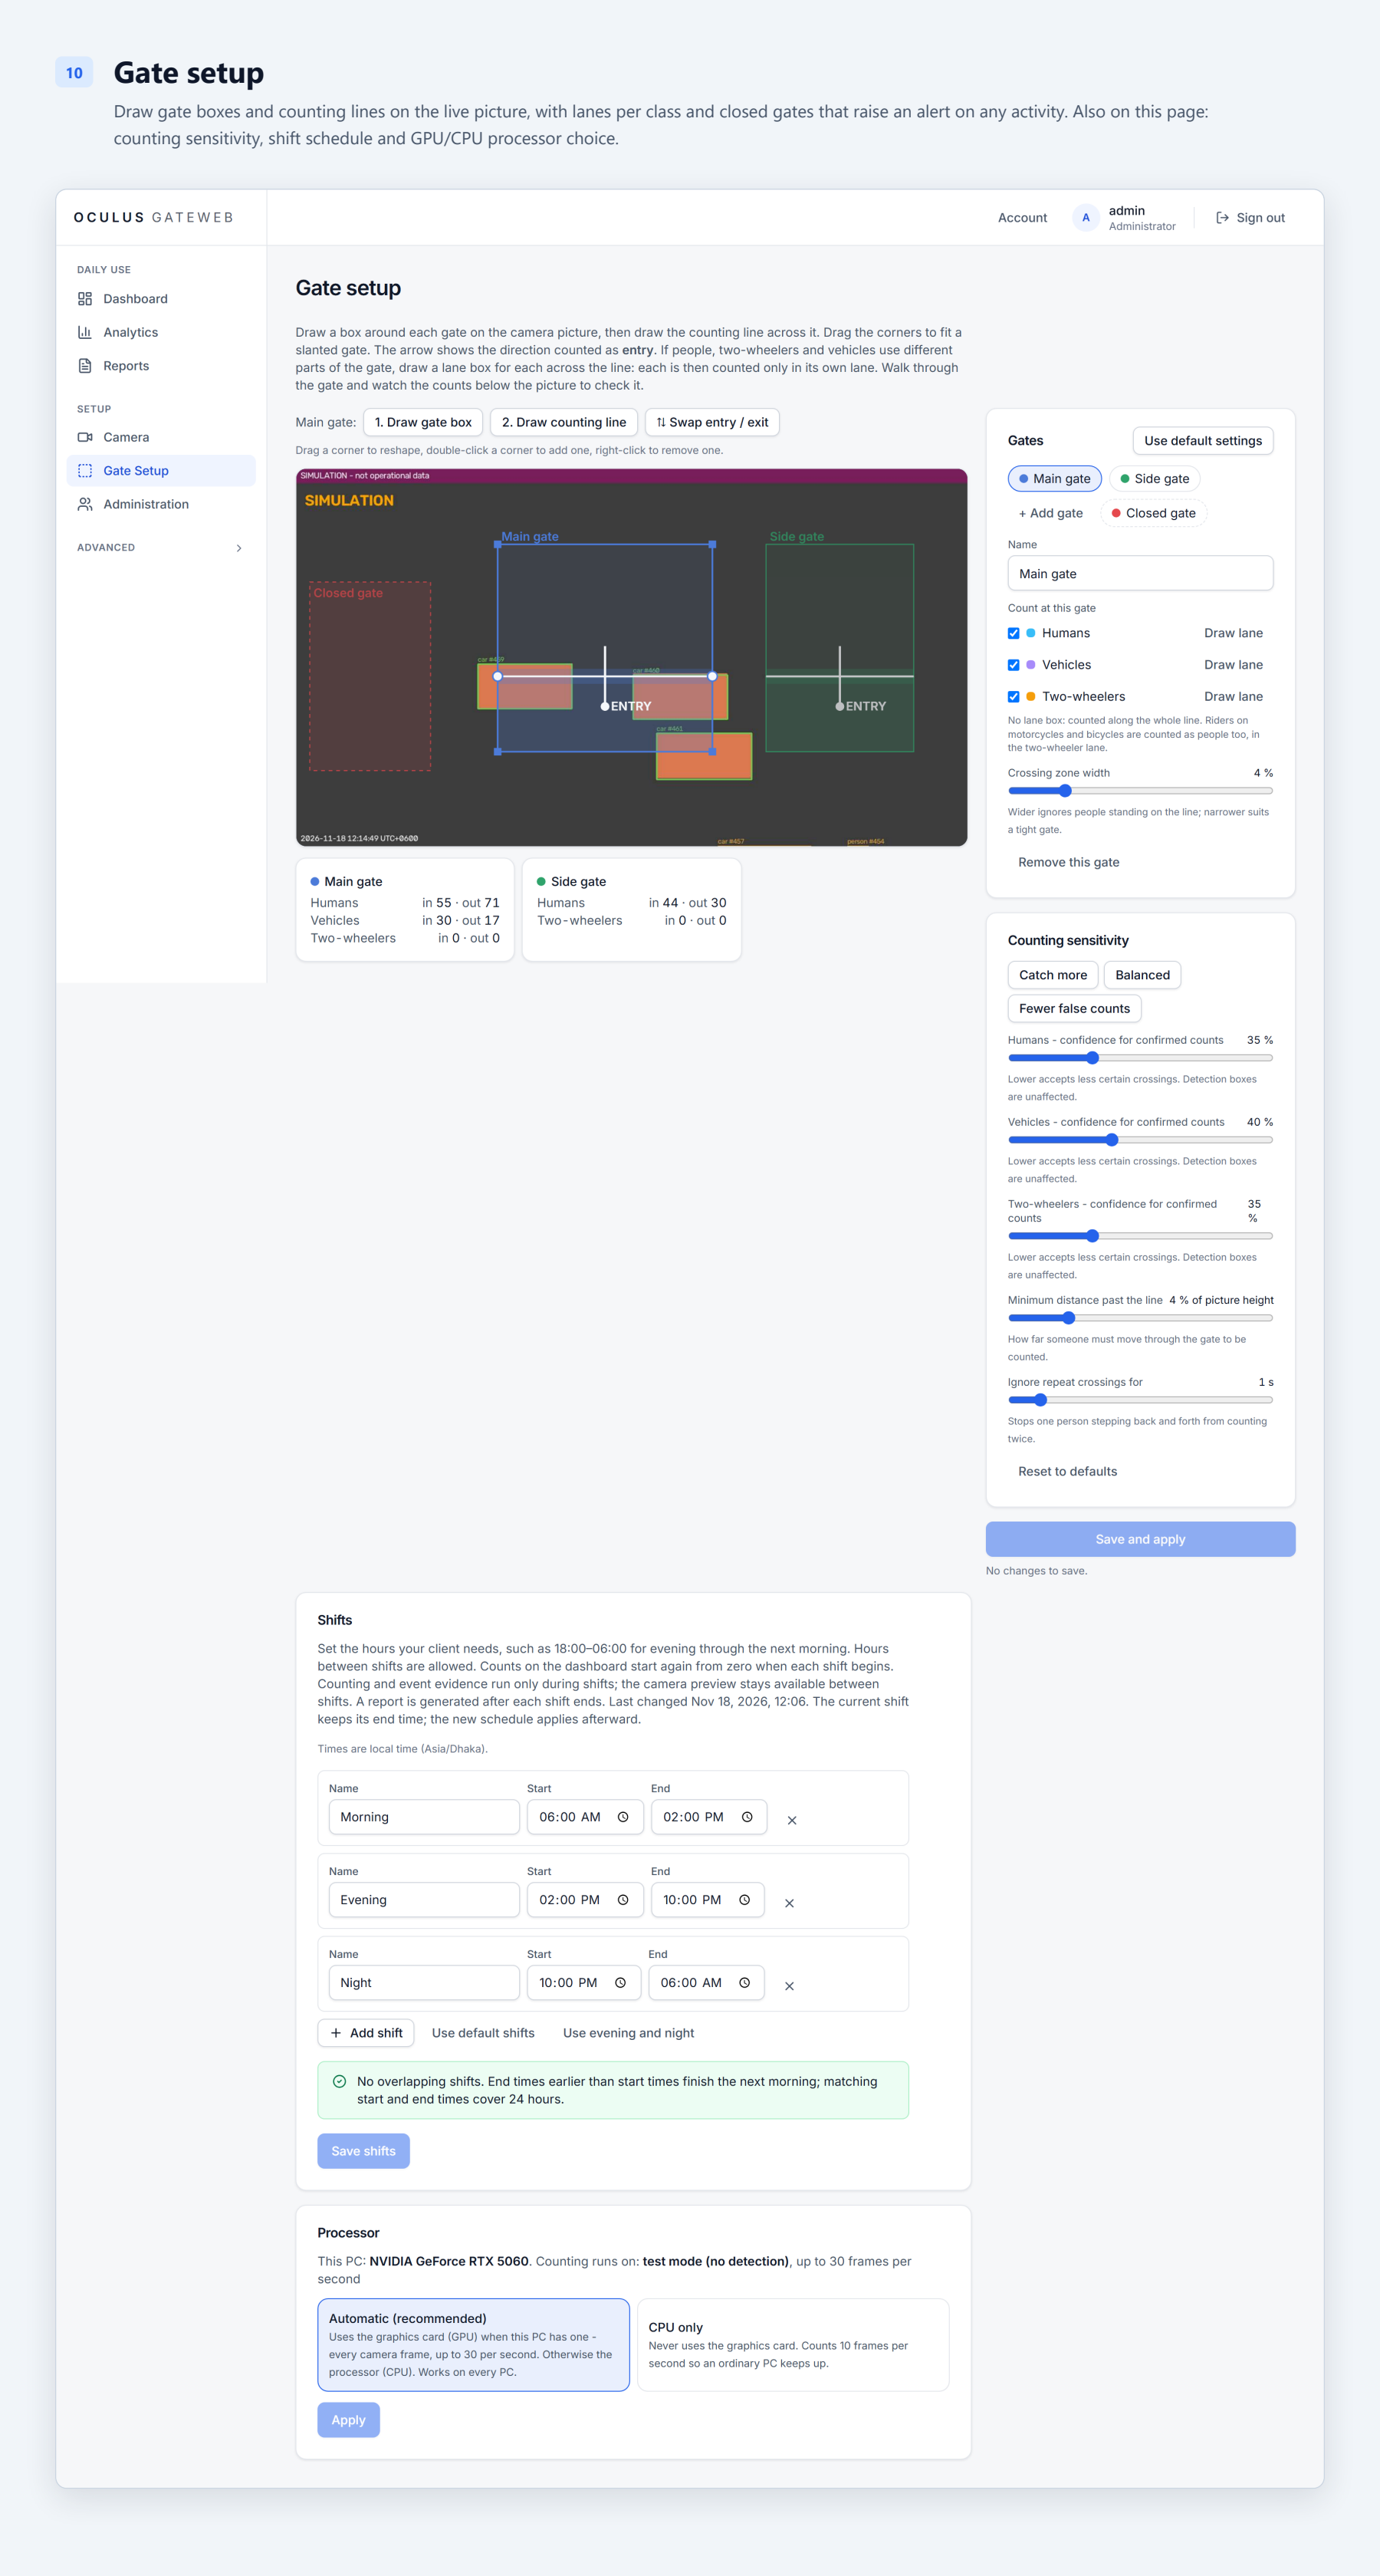 10
Gate setup
Draw gate boxes and counting lines on the live picture, with lanes per class and closed gates that raise an alert on any activity. Also on this page:
counting sensitivity, shift schedule and GPU/CPU processor choice.
OCULUS GATEWEB
Account
A
admin
Administrator
Sign out
DAILY USE
Dashboard
Analytics
Reports
SETUP
Camera
Gate Setup
Administration
ADVANCED
Gate setup
Draw a box around each gate on the camera picture, then draw the counting line across it. Drag the corners to fit a
slanted gate. The arrow shows the direction counted as entry. If people, two-wheelers and vehicles use different
parts of the gate, draw a lane box for each across the line: each is then counted only in its own lane. Walk through
the gate and watch the counts below the picture to check it.
Main gate: 1. Draw gate box 2. Draw counting line Swap entry / exit
Drag a corner to reshape, double-click a corner to add one, right-click to remove one.
SIMULATION - not operational data
SIMULATION
Main gate
Side gate
Closed gate
car #459
car #460
ENTRY
ENTRY
car #461
2026-11-18 12:14:49 UTC+0600
car #457
person #454
Main gate
Humans in 55 · out 71
Vehicles in 30 · out 17
Two-wheelers in 0 · out 0
Side gate
Humans in 44 · out 30
Two-wheelers in 0 · out 0
Gates
Use default settings
Main gate
Side gate
+ Add gate
Closed gate
Name
Main gate
Count at this gate
Humans Draw lane
Vehicles Draw lane
Two-wheelers Draw lane
No lane box: counted along the whole line. Riders on
motorcycles and bicycles are counted as people too, in
the two-wheeler lane.
Crossing zone width 4 %
Wider ignores people standing on the line; narrower suits
a tight gate.
Remove this gate
Counting sensitivity
Catch more
Balanced
Fewer false counts
Humans - confidence for confirmed counts 35 %
Lower accepts less certain crossings. Detection boxes
are unaffected.
Vehicles - confidence for confirmed counts 40 %
Lower accepts less certain crossings. Detection boxes
are unaffected.
Two-wheelers - confidence for confirmed
counts
35
%
Lower accepts less certain crossings. Detection boxes
are unaffected.
Minimum distance past the line 4 % of picture height
How far someone must move through the gate to be
counted.
Ignore repeat crossings for 1 s
Stops one person stepping back and forth from counting
twice.
Reset to defaults
Save and apply
No changes to save.
Shifts
Set the hours your client needs, such as 18:00–06:00 for evening through the next morning. Hours
between shifts are allowed. Counts on the dashboard start again from zero when each shift begins.
Counting and event evidence run only during shifts; the camera preview stays available between
shifts. A report is generated after each shift ends. Last changed Nov 18, 2026, 12:06. The current shift
keeps its end time; the new schedule applies afterward.
Times are local time (Asia/Dhaka).
Name Start End
Morning 06:00 AM 02:00 PM
Name Start End
Evening 02:00 PM 10:00 PM
Name Start End
Night 10:00 PM 06:00 AM
Add shift Use default shifts Use evening and night
No overlapping shifts. End times earlier than start times finish the next morning; matching
start and end times cover 24 hours.
Save shifts
Processor
This PC: NVIDIA GeForce RTX 5060. Counting runs on: test mode (no detection), up to 30 frames per
second
Automatic (recommended)
Uses the graphics card (GPU) when this PC has one -
every camera frame, up to 30 per second. Otherwise the
processor (CPU). Works on every PC.
CPU only
Never uses the graphics card. Counts 10 frames per
second so an ordinary PC keeps up.
Apply